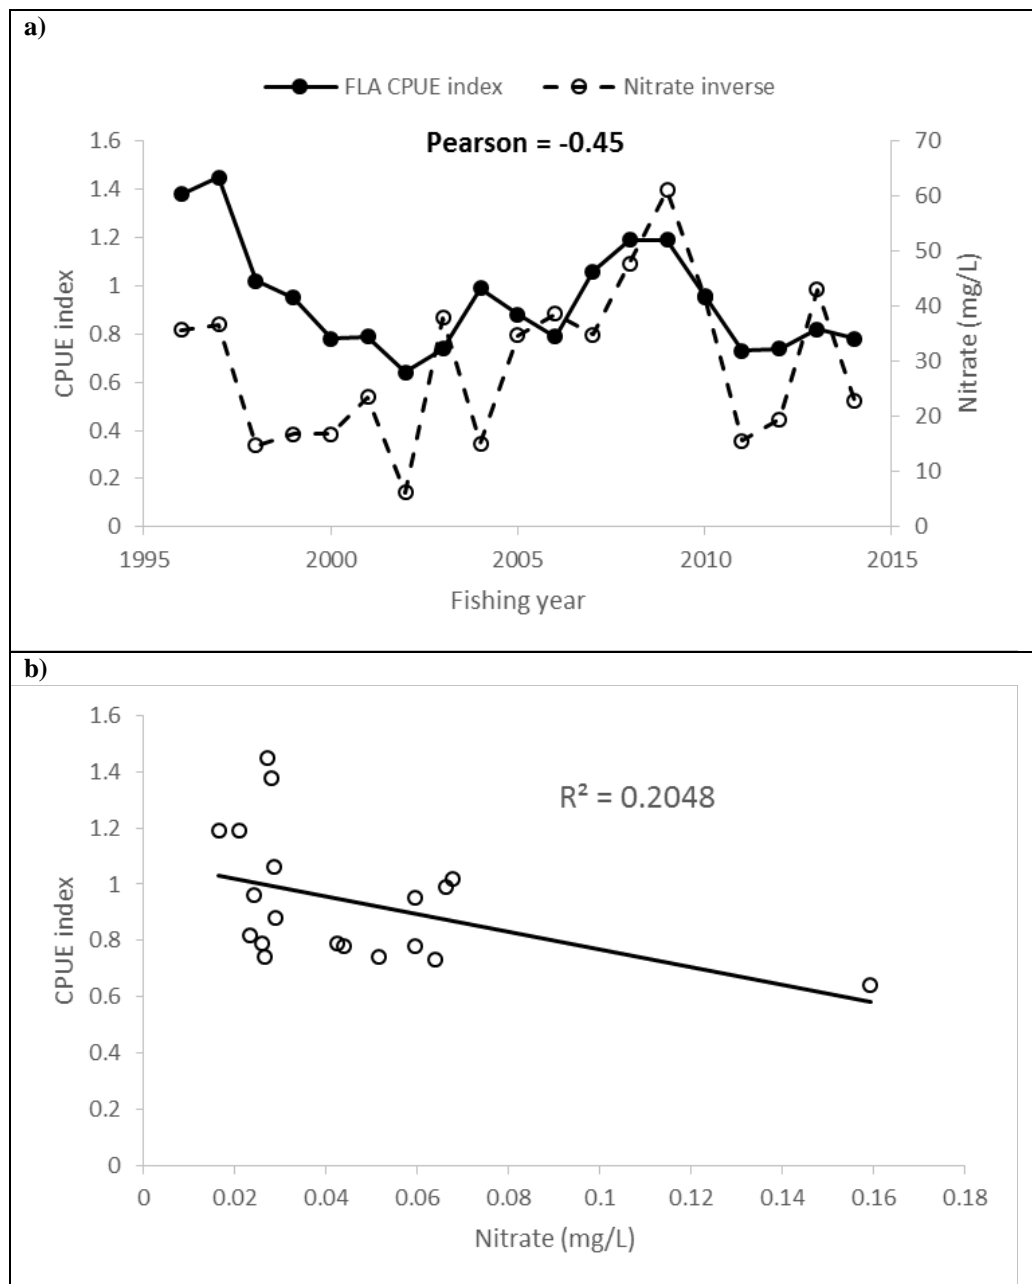 a)
FLA CPUE index Nitrate inverse
Pearson = -0.45
1.6
1.4
1.2
1
0.8
0.6
0.4
0.2
0
CPUE index
70
60
50
40
30
20
10
0
Nitrate (mg/L)
1995 2000 2005 2010 2015
Fishing year
b)
R² = 0.2048
1.6
1.4
1.2
1
0.8
0.6
0.4
0.2
0
CPUE index
0 0.02 0.04 0.06 0.08 0.1 0.12 0.14 0.16 0.18
Nitrate (mg/L)